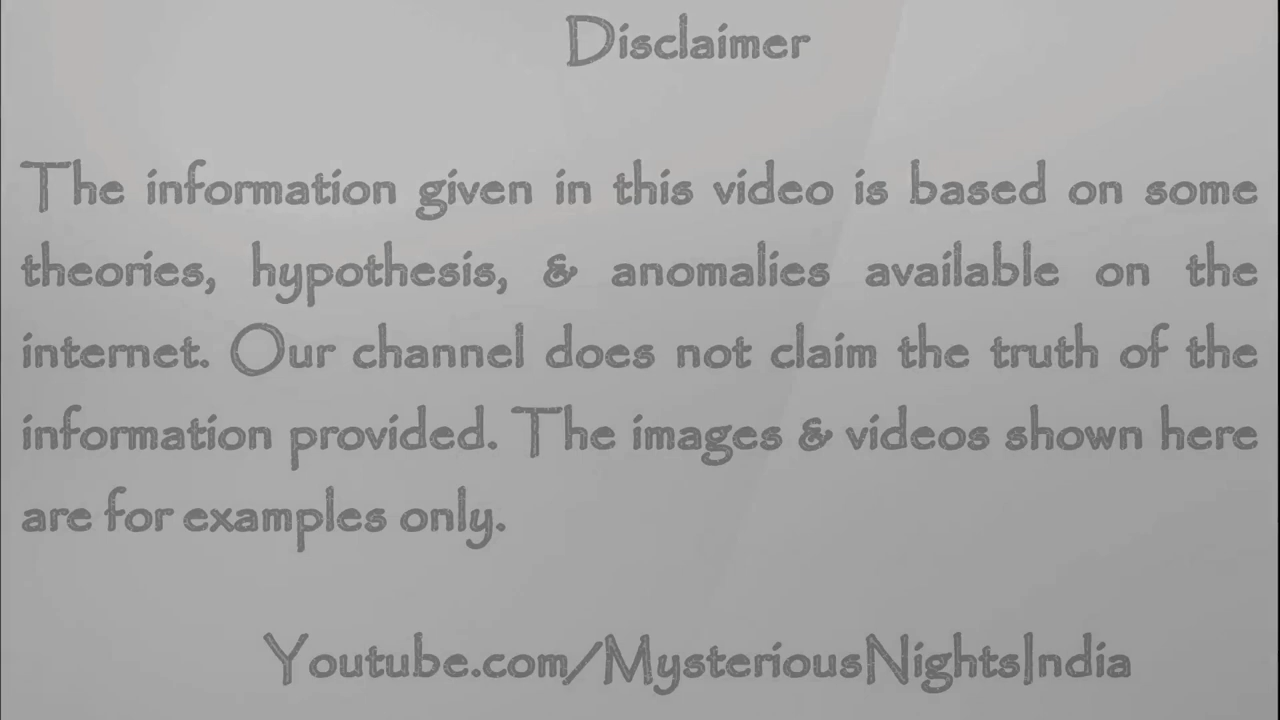 Disclaimer
The information given in this video is based on some
theories, hypothesis, & anomalies available on the
internet. Our channel does not claim the truth of the
information provided. The images & videos shown here
are for examples only.
Youtube.com/MysteriousNightsIndia